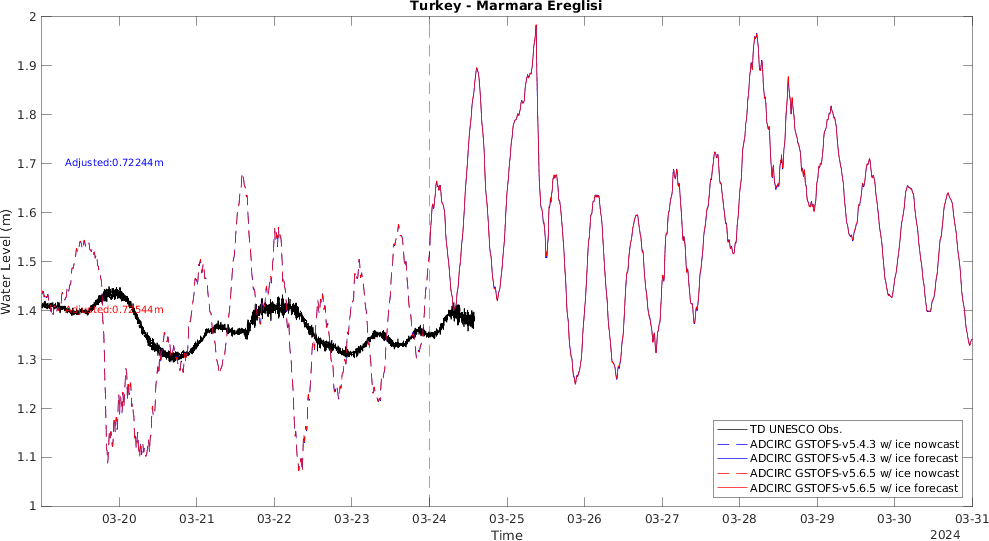 Turkey - Marmara Ereglisi
2
1.9
1.8
1.7
1.6
1.5
1.4
1.3
1.2
1.1
1
Water Level (m)
Adjusted:0.72244m
Adjusted:0.72544m
TD UNESCO Obs.
ADCIRC GSTOFS-v5.4.3 w/ ice nowcast
ADCIRC GSTOFS-v5.4.3 w/ ice forecast
ADCIRC GSTOFS-v5.6.5 w/ ice nowcast
ADCIRC GSTOFS-v5.6.5 w/ ice forecast
03-20 03-21 03-22 03-23 03-24 03-25 03-26 03-27 03-28 03-29 03-30 03-31
Time
2024